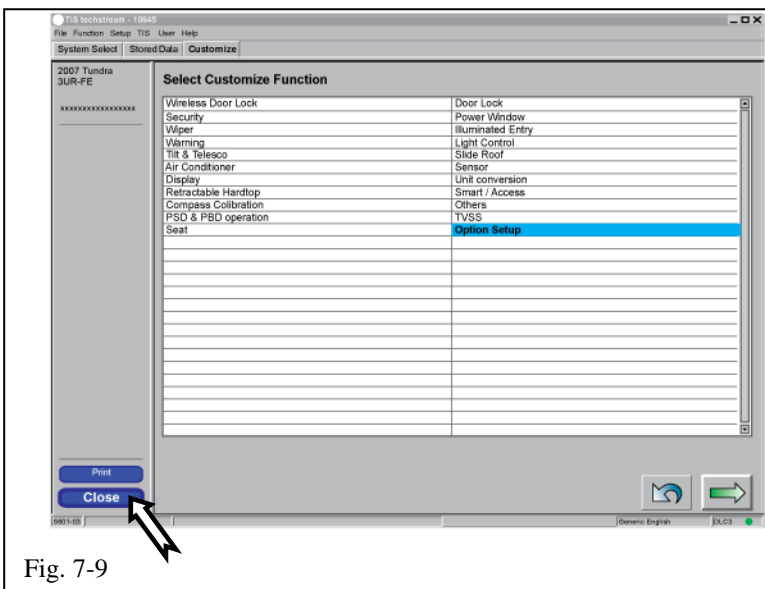 TIS techstream - 10645
File Function Setup TIS User Help
System Select Stored Data Customize
2007 Tundra
3UR-FE
xxxxxxxxxxxxxxxxx
Select Customize Function
Wireless Door Lock Door Lock
Security Power Window
Wiper Illuminated Entry
Warning Light Control
Tilt & Telesco Slide Roof
Air Conditioner Sensor
Display Unit conversion
Retractable Hardtop Smart / Access
Compass Colibration Others
PSD & PBD operation TVSS
Seat Option Setup
Print
Close
S901-03 Generic English DLC3
Fig. 7-9